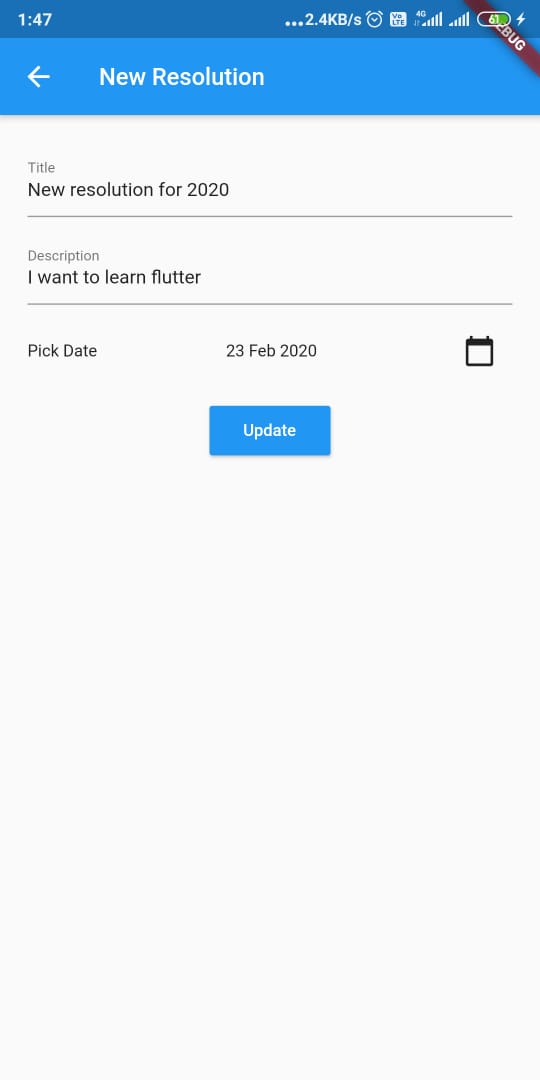 1:47
...2.4KB/s Vo LTE 4G 61
DEBUG
New Resolution
Title
New resolution for 2020
Description
I want to learn flutter
Pick Date 23 Feb 2020
Update